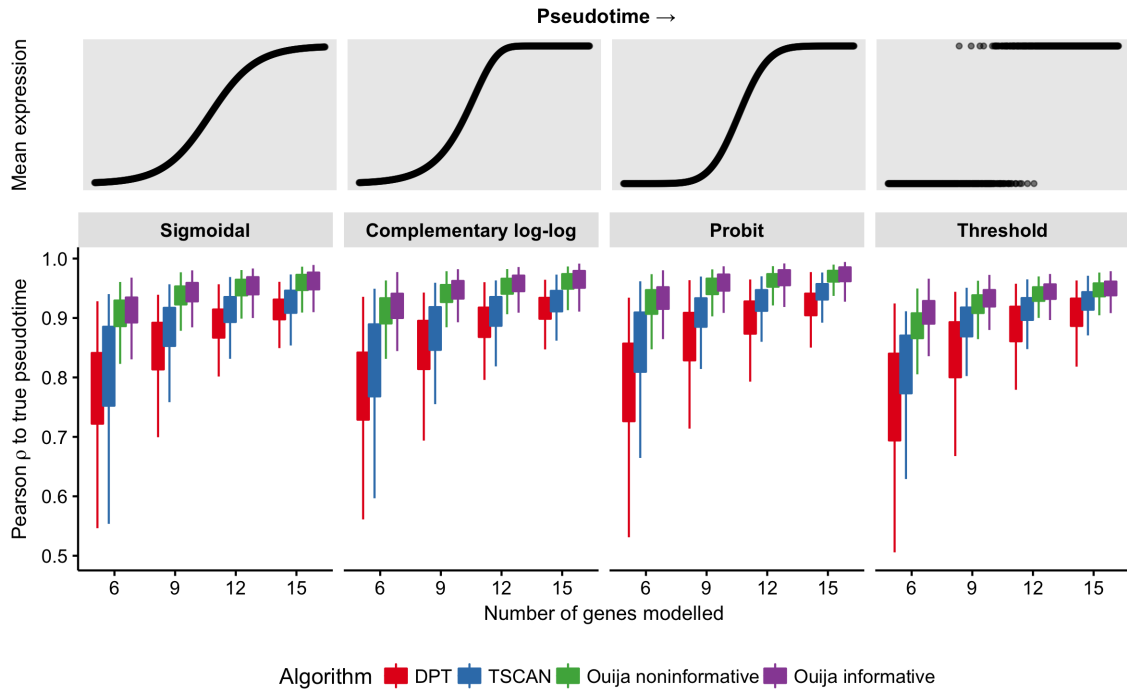 Pseudotime →
Mean expression
Sigmoidal
Complementary log-log
Probit
Threshold
Pearson ρ to true pseudotime
1.0
0.9
0.8
0.7
0.6
0.5
6 9 12 15
6 9 12 15
6 9 12 15
6 9 12 15
Number of genes modelled
Algorithm DPT TSCAN Ouija noninformative Ouija informative